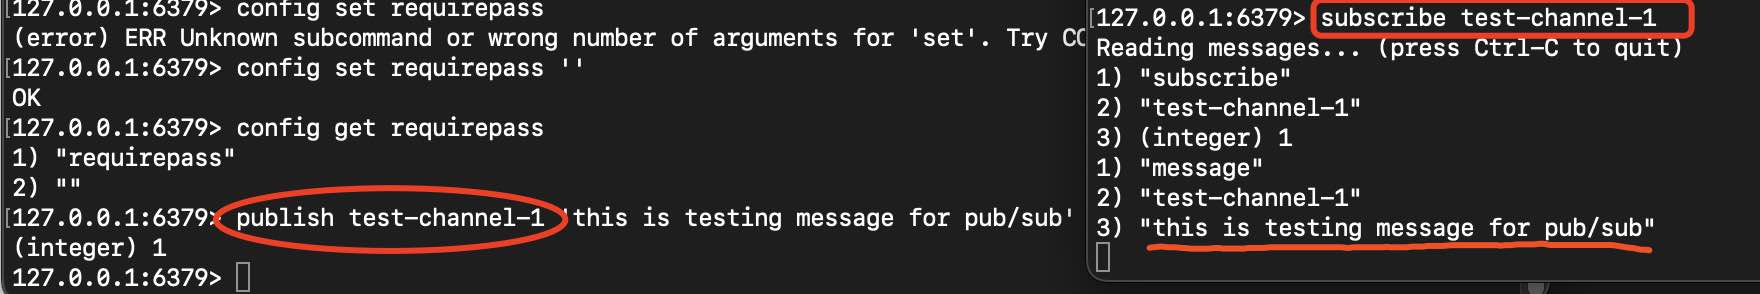 127.0.0.1:6379> config set requirepass
(error) ERR Unknown subcommand or wrong number of arguments for 'set'. Try CO
[127.0.0.1:6379> config set requirepass ''
OK
[127.0.0.1:6379> config get requirepass
1) "requirepass"
2) ""
[127.0.0.1:6379> publish test-channel-1 'this is testing message for pub/sub'
(integer) 1
127.0.0.1:6379>
[127.0.0.1:6379> subscribe test-channel-1
Reading messages... (press Ctrl-C to quit)
1) "subscribe"
2) "test-channel-1"
3) (integer) 1
1) "message"
2) "test-channel-1"
3) "this is testing message for pub/sub"